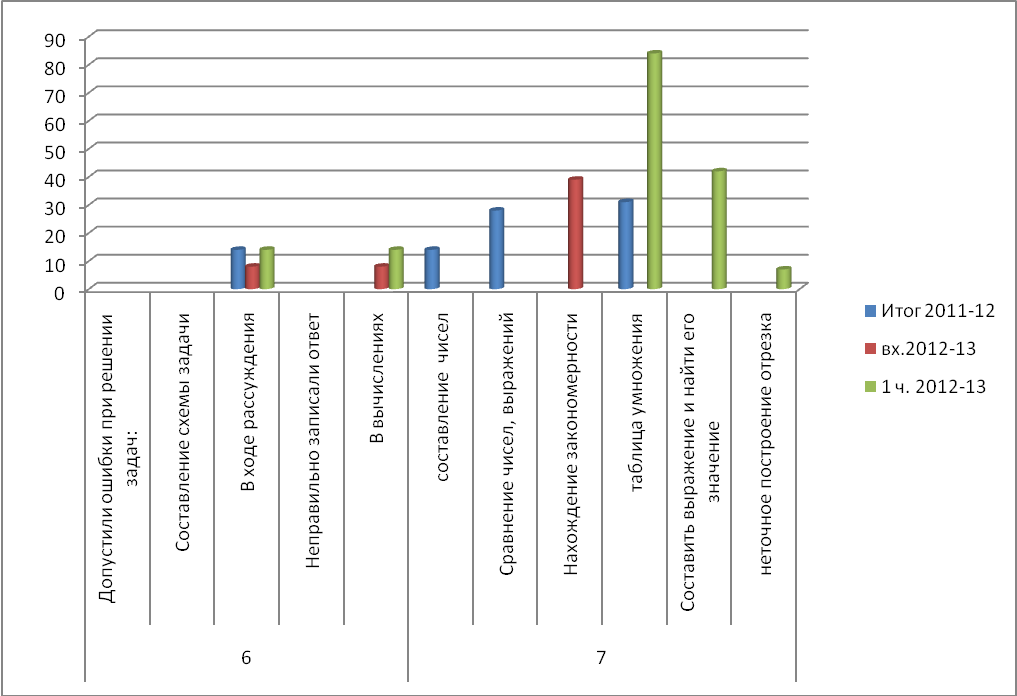 90
80
70
60
50
40
30
20
10
0
Допустили ошибки при решении
задач:
Составление схемы задачи
В ходе рассуждения
Неправильно записали ответ
В вычислениях
составление чисел
Сравнение чисел, выражений
Нахождение закономерности
таблица умножения
Составить выражение и найти его
значение
неточное построение отрезка
6
7
Итог 2011-12
вх.2012-13
1 ч. 2012-13